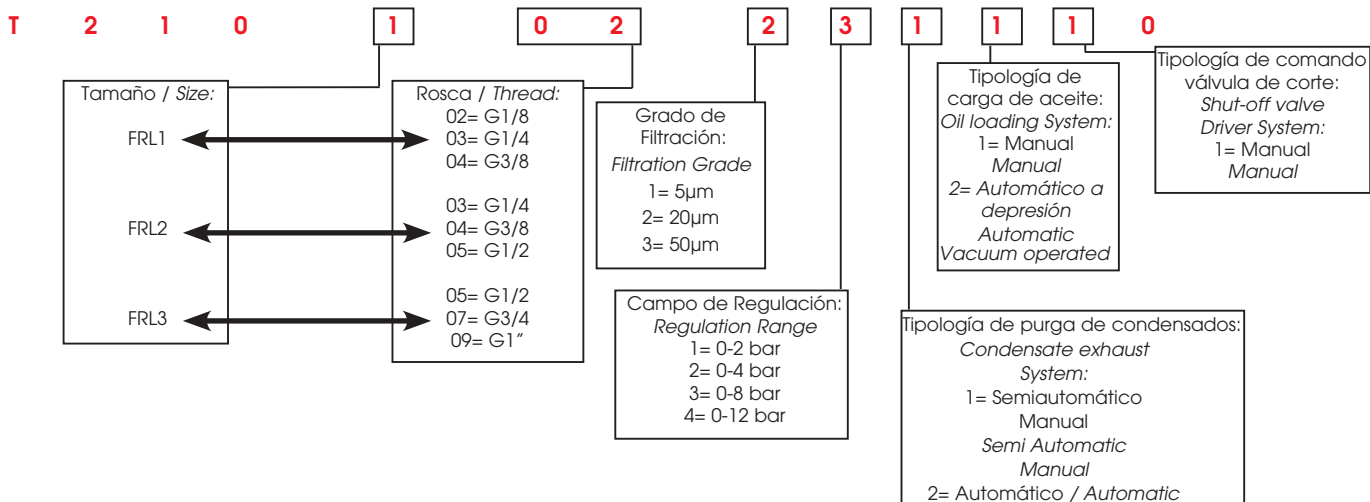 T 2 1 0 1 0 2 2 3 1 1 1 0
Tamaño / Size:
FRL1
FRL2
FRL3
Rosca / Thread:
02= G1/8
03= G1/4
04= G3/8
03= G1/4
04= G3/8
05= G1/2
05= G1/2
07= G3/4
09= G1”
Grado de
Filtración:
Filtration Grade
1= 5µm
2= 20µm
3= 50µm
Campo de Regulación:
Regulation Range
1= 0-2 bar
2= 0-4 bar
3= 0-8 bar
4= 0-12 bar
Tipología de purga de condensados:
Condensate exhaust
System:
1= Semiautomático
Manual
Semi Automatic
Manual
2= Automático / Automatic
Tipología de
carga de aceite:
Oil loading System:
1= Manual
Manual
2= Automático a
depresión
Automatic
Vacuum operated
Tipología de comando
válvula de corte:
Shut-off valve
Driver System:
1= Manual
Manual